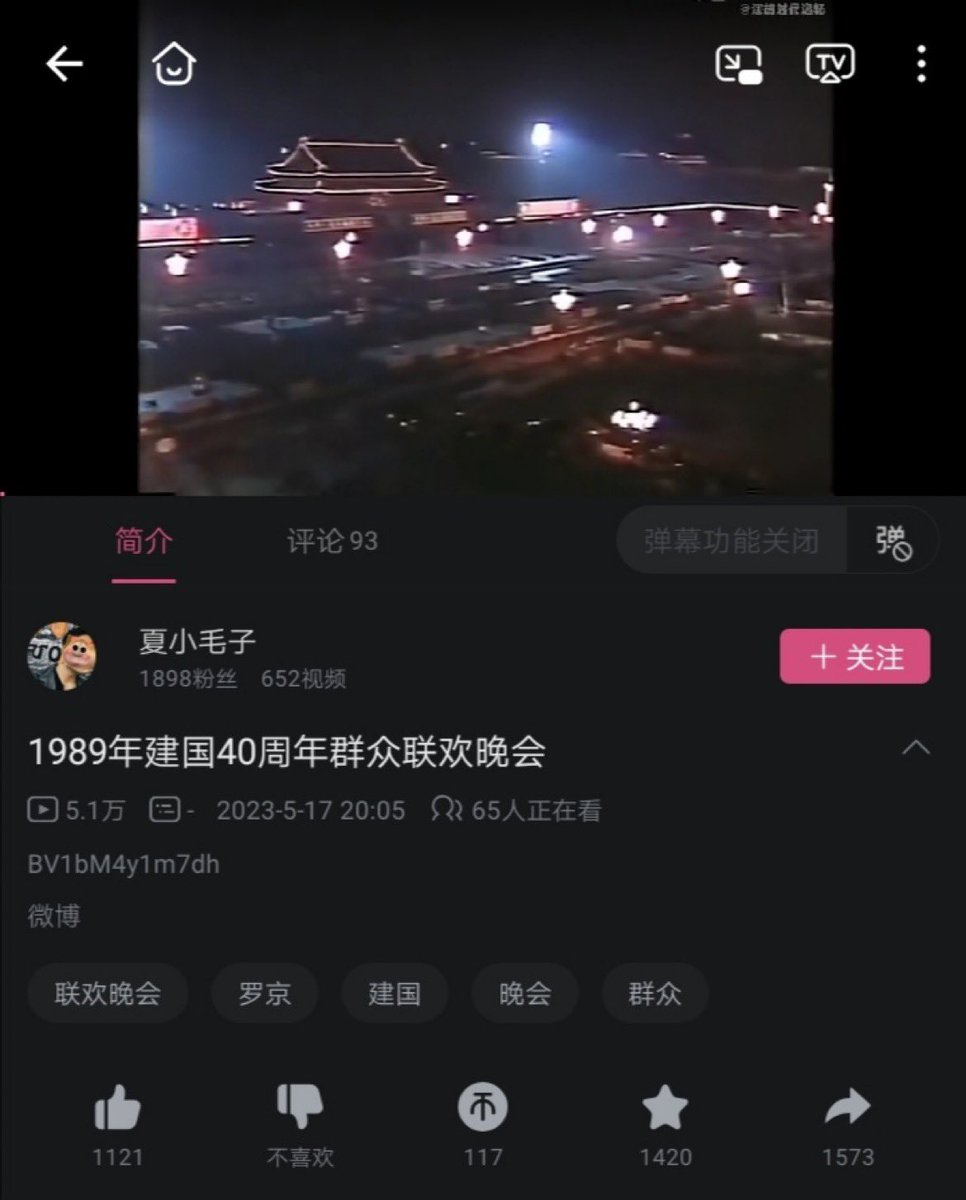 TV
简介
评论 93
弹幕功能关闭
弹
夏小毛子
1898粉丝 652视频
+ 关注
1989年建国40周年群众联欢晚会
5.1万 - 2023-5-17 20:05 65人正在看
BV1bM4y1m7dh
微博
联欢晚会 罗京 建国 晚会 群众
1121 不喜欢 117 1420 1573